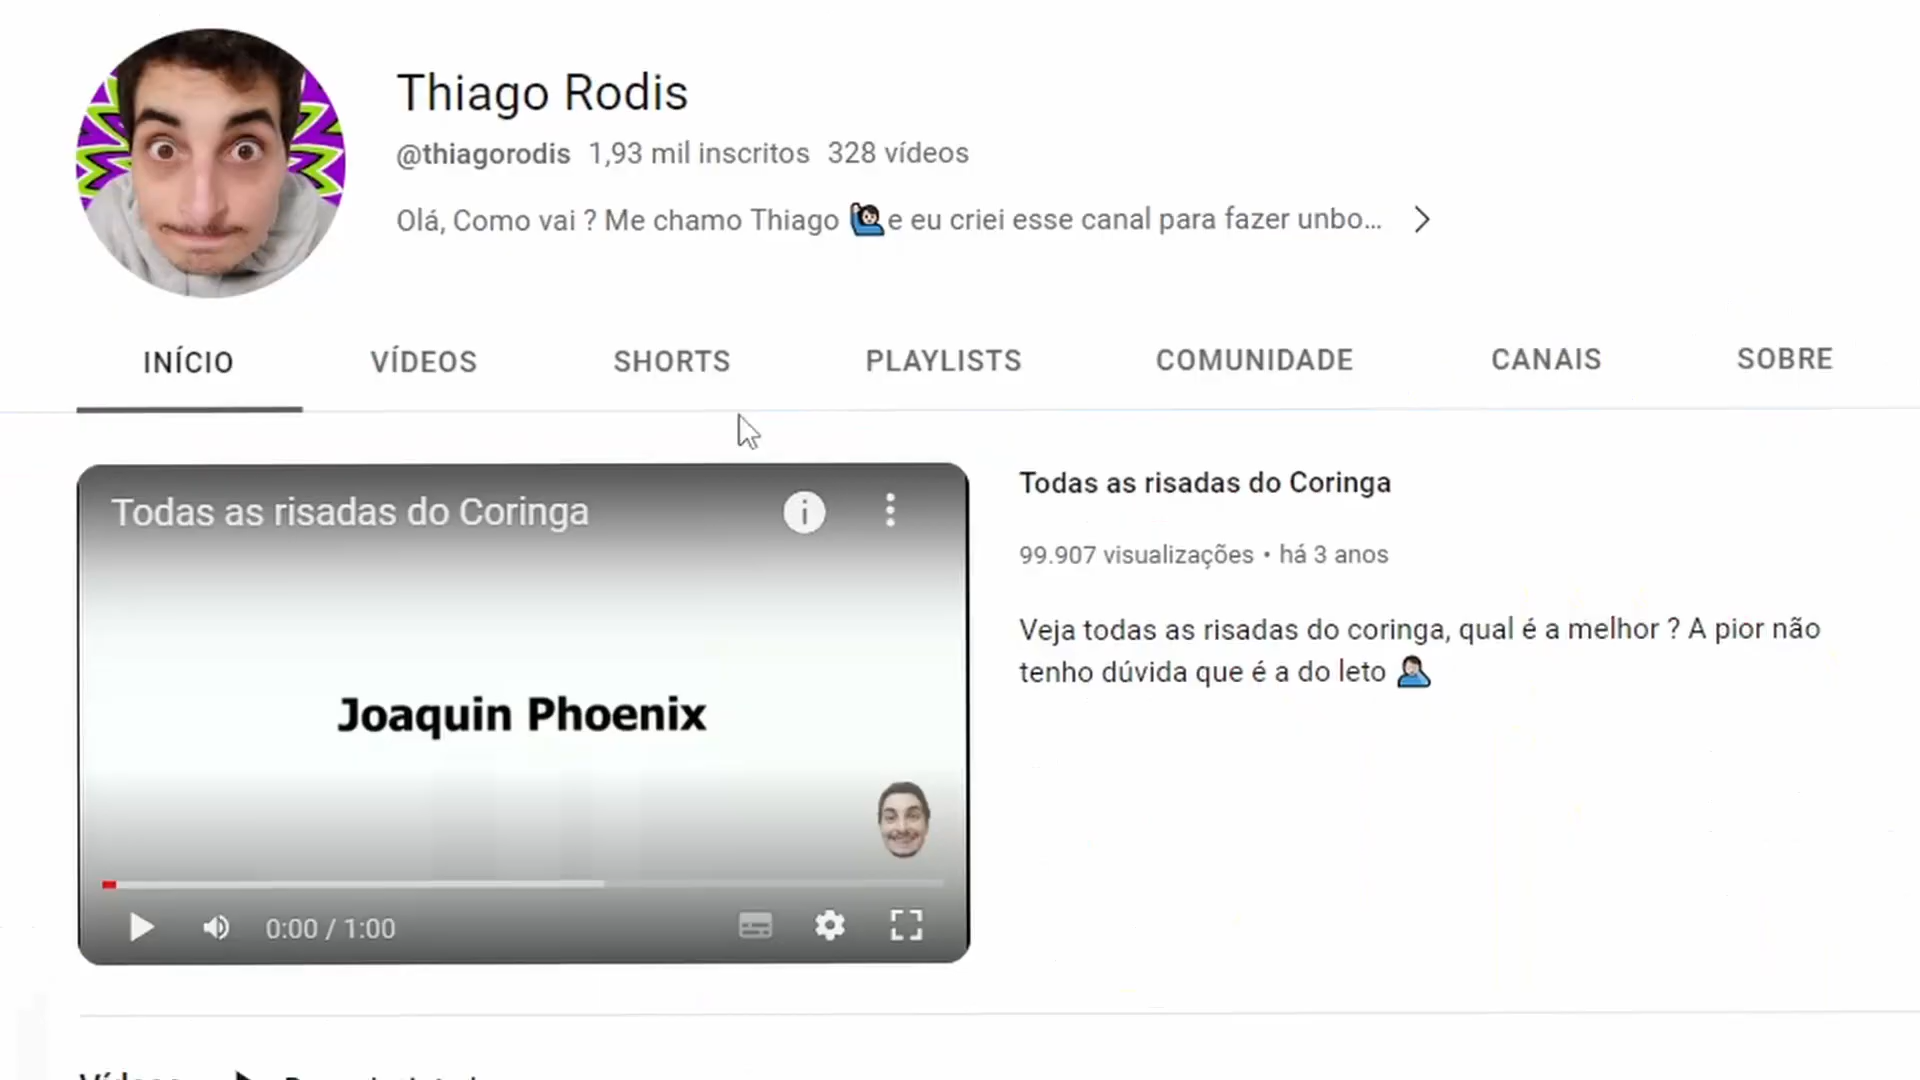 Thiago Rodis
@thiagorodis 1,93 mil inscritos 328 vídeos
Olá, Como vai ? Me chamo Thiago 🙋🏻‍♂️e eu criei esse canal para fazer unbo...
INÍCIO VÍDEOS SHORTS PLAYLISTS COMUNIDADE CANAIS SOBRE
Todas as risadas do Coringa
Joaquin Phoenix
0:00 / 1:00
Todas as risadas do Coringa
99.907 visualizações • há 3 anos
Veja todas as risadas do coringa, qual é a melhor ? A pior não
tenho dúvida que é a do leto 🤦🏻‍♂️
Vídeos